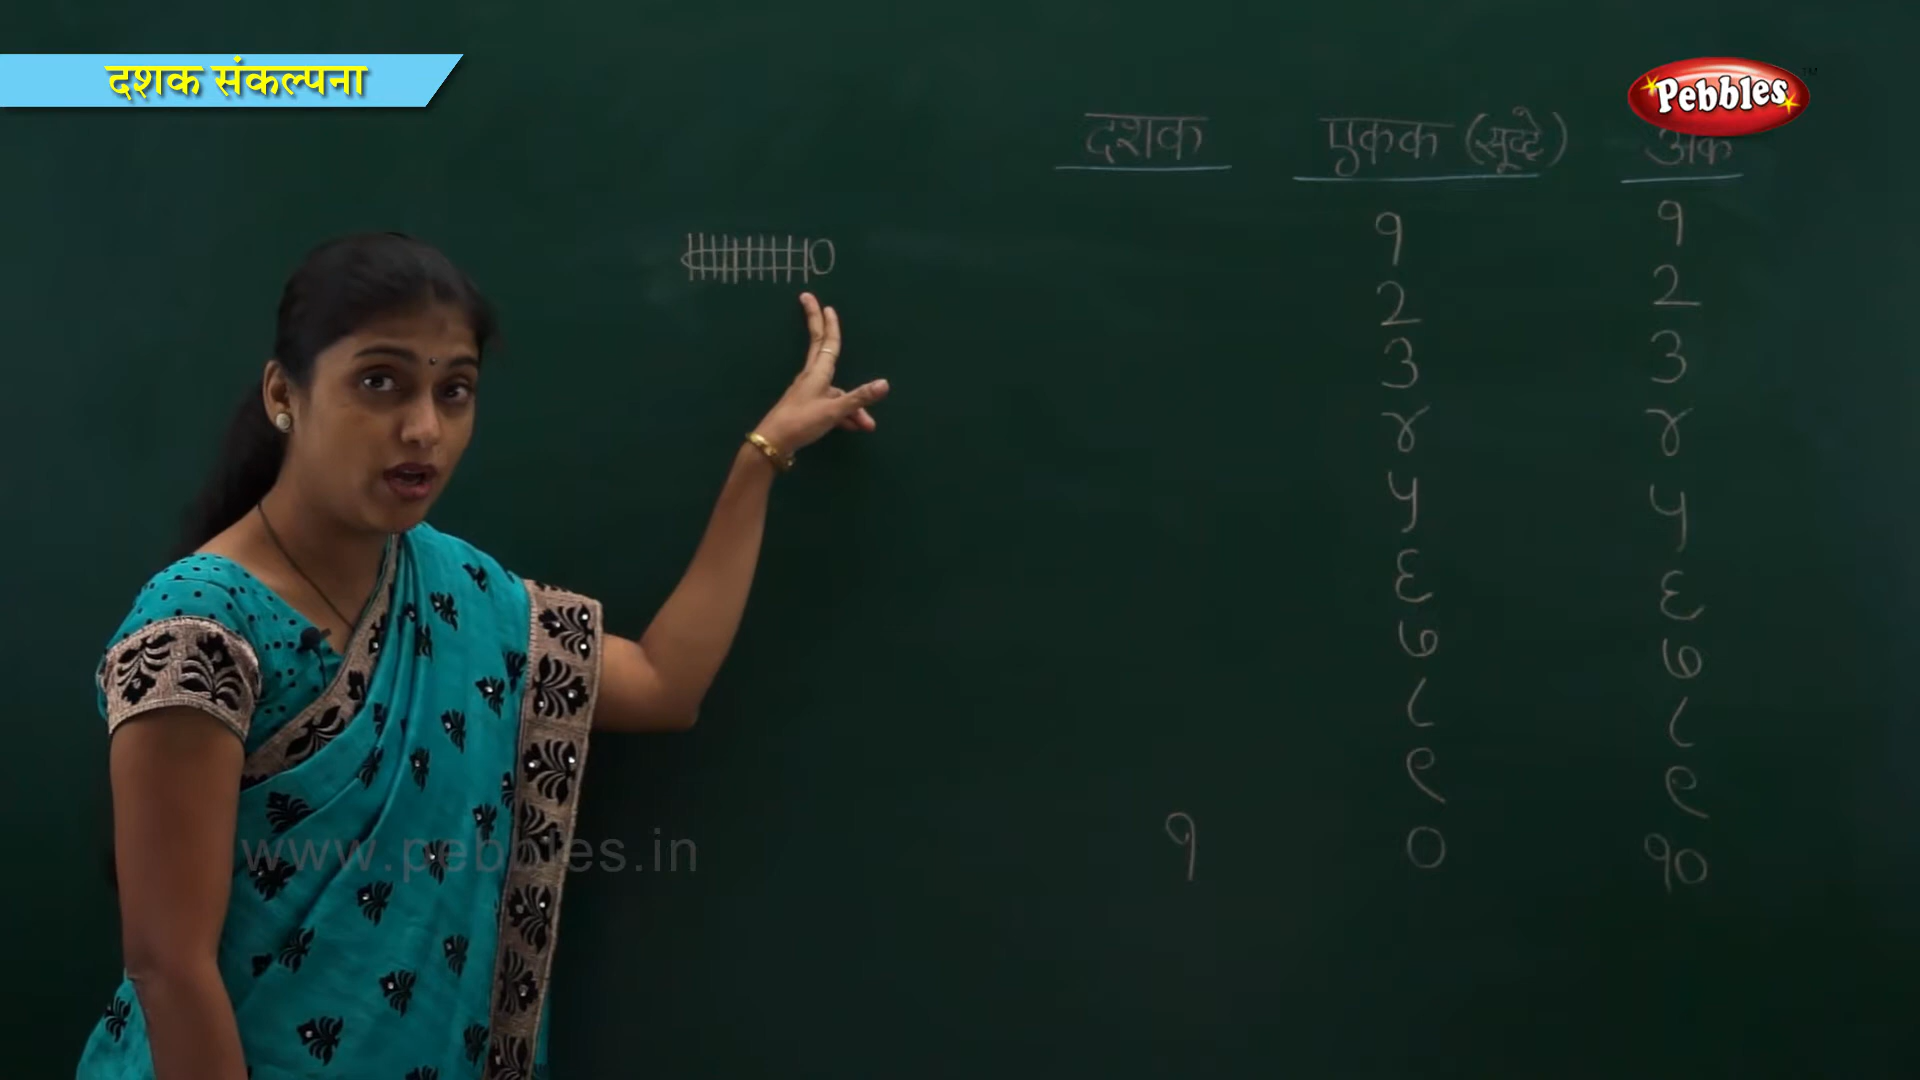 दशक संकल्पना
Pebbles™
दशक एकक (सुट्टे) अंक
१ १
२ २
३ ३
४ ४
५ ५
६ ६
७ ७
८ ८
९ ९
१ ० १०
www.pebbles.in